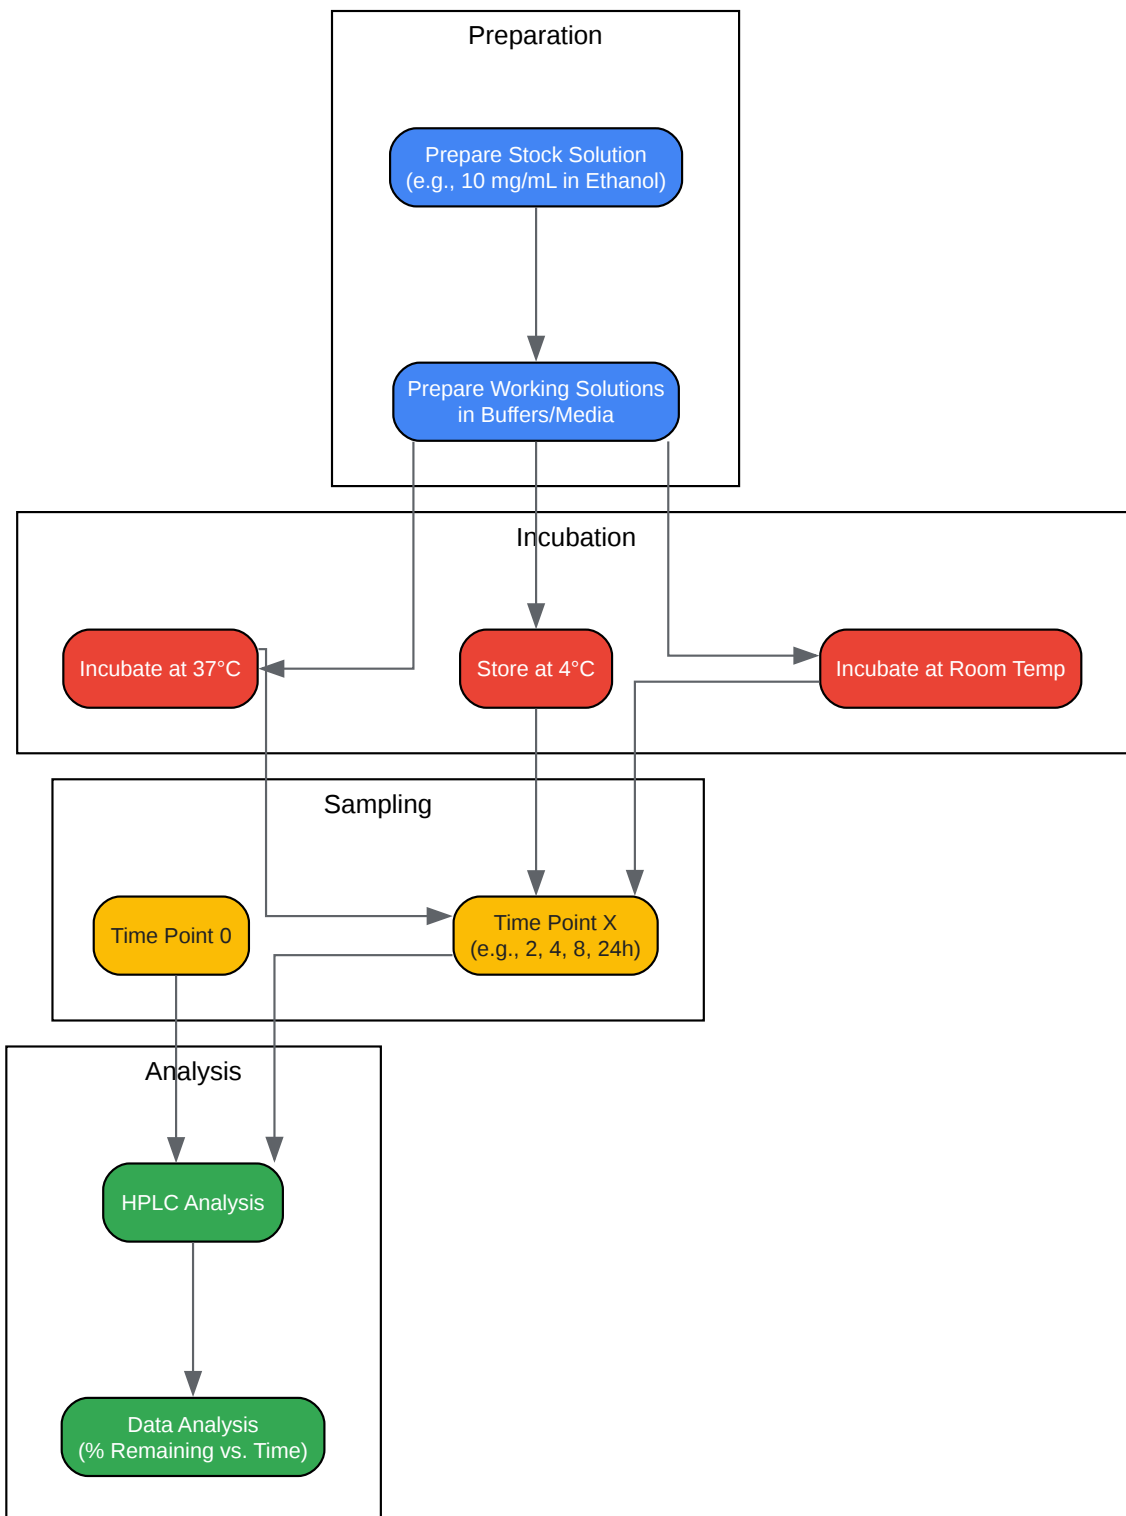 Preparation
Prepare Stock Solution
(e.g., 10 mg/mL in Ethanol)
Prepare Working Solutions
in Buffers/Media
Incubation
Incubate at 37°C
Store at 4°C
Incubate at Room Temp
Sampling
Time Point 0
Time Point X
(e.g., 2, 4, 8, 24h)
Analysis
HPLC Analysis
Data Analysis
(% Remaining vs. Time)